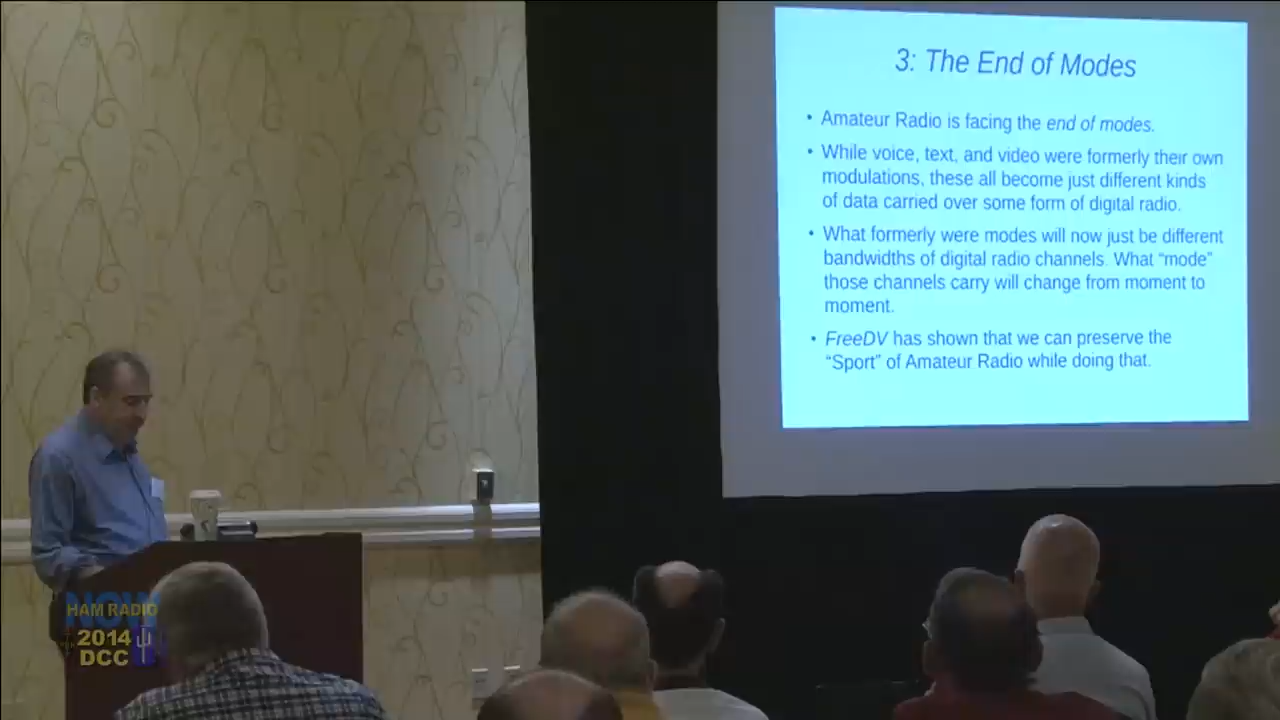 3: The End of Modes
• Amateur Radio is facing the end of modes.
• While voice, text, and video were formerly their own
modulations, these all become just different kinds
of data carried over some form of digital radio.
• What formerly were modes will now just be different
bandwidths of digital radio channels. What “mode”
those channels carry will change from moment to
moment.
• FreeDV has shown that we can preserve the
“Sport” of Amateur Radio while doing that.
HAM RADIO
NOW
2014
DCC